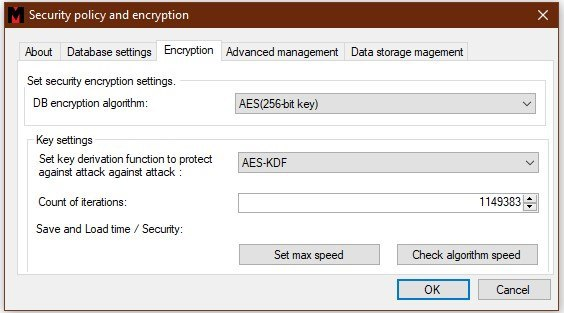 Security policy and encryption
About Database settings Encryption Advanced management Data storage magement
Set security encryption settings.
DB encryption algorithm: AES(256-bit key)
Key settings
Set key derivation function to protect
against attack against attack : AES-KDF
Count of iterations: 1149383
Save and Load time / Security:
Set max speed Check algorithm speed
OK Cancel